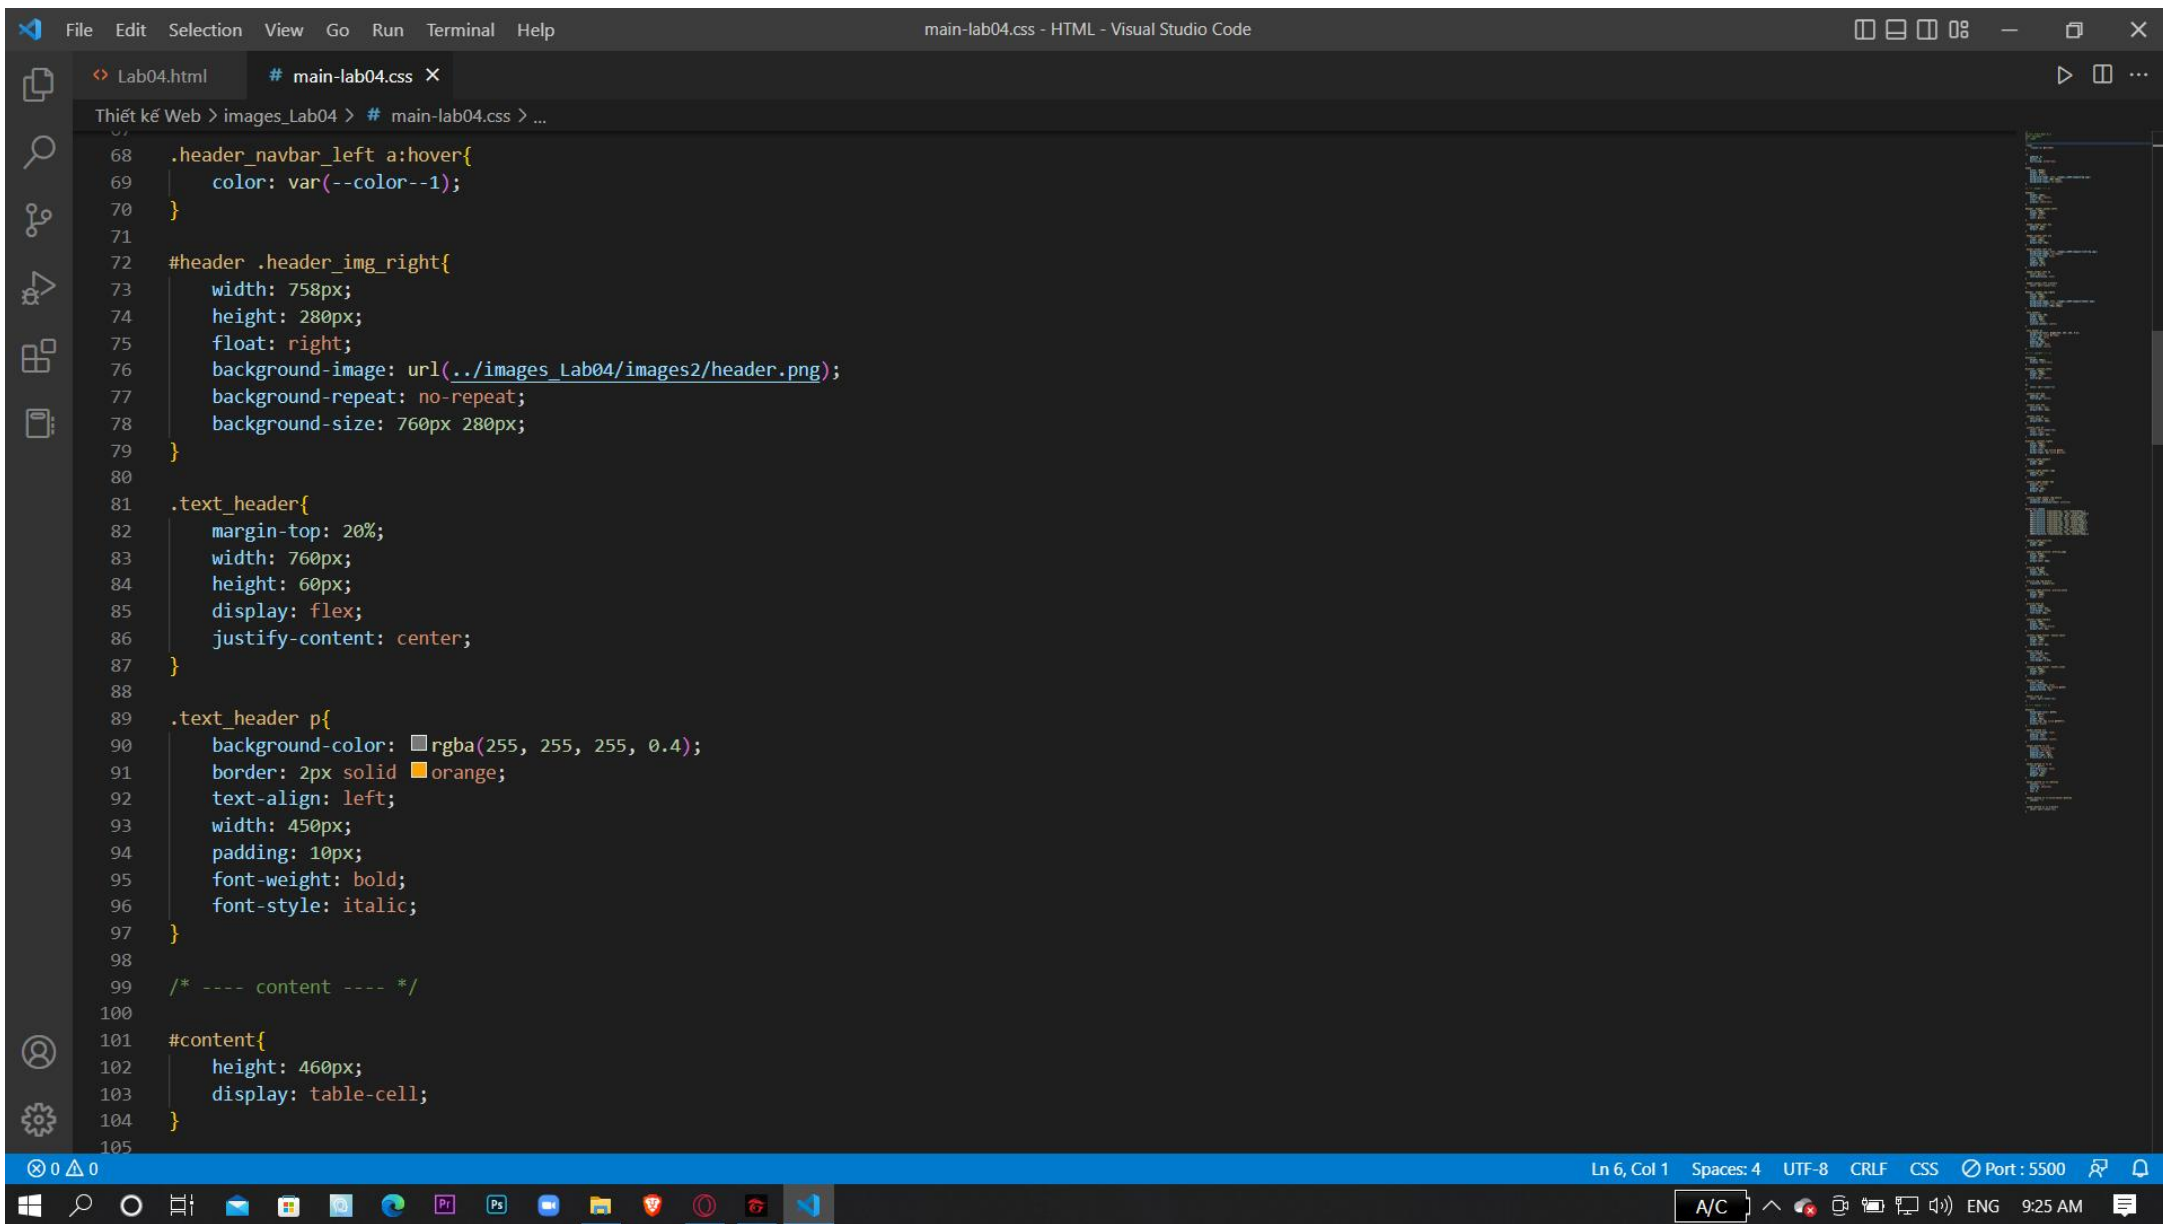 File Edit Selection View Go Run Terminal Help
main-lab04.css - HTML - Visual Studio Code
Lab04.html
# main-lab04.css
Thiết kế Web > images_Lab04 > # main-lab04.css > ...
67
68 .header_navbar_left a:hover{
69 color: var(--color--1);
70 }
71
72 #header .header_img_right{
73 width: 758px;
74 height: 280px;
75 float: right;
76 background-image: url(../images_Lab04/images2/header.png);
77 background-repeat: no-repeat;
78 background-size: 760px 280px;
79 }
80
81 .text_header{
82 margin-top: 20%;
83 width: 760px;
84 height: 60px;
85 display: flex;
86 justify-content: center;
87 }
88
89 .text_header p{
90 background-color: rgba(255, 255, 255, 0.4);
91 border: 2px solid orange;
92 text-align: left;
93 width: 450px;
94 padding: 10px;
95 font-weight: bold;
96 font-style: italic;
97 }
98
99 /* ---- content ---- */
100
101 #content{
102 height: 460px;
103 display: table-cell;
104 }
105
0 0
Ln 6, Col 1 Spaces: 4 UTF-8 CRLF CSS Port : 5500
Pr Ps
A/C ENG 9:25 AM